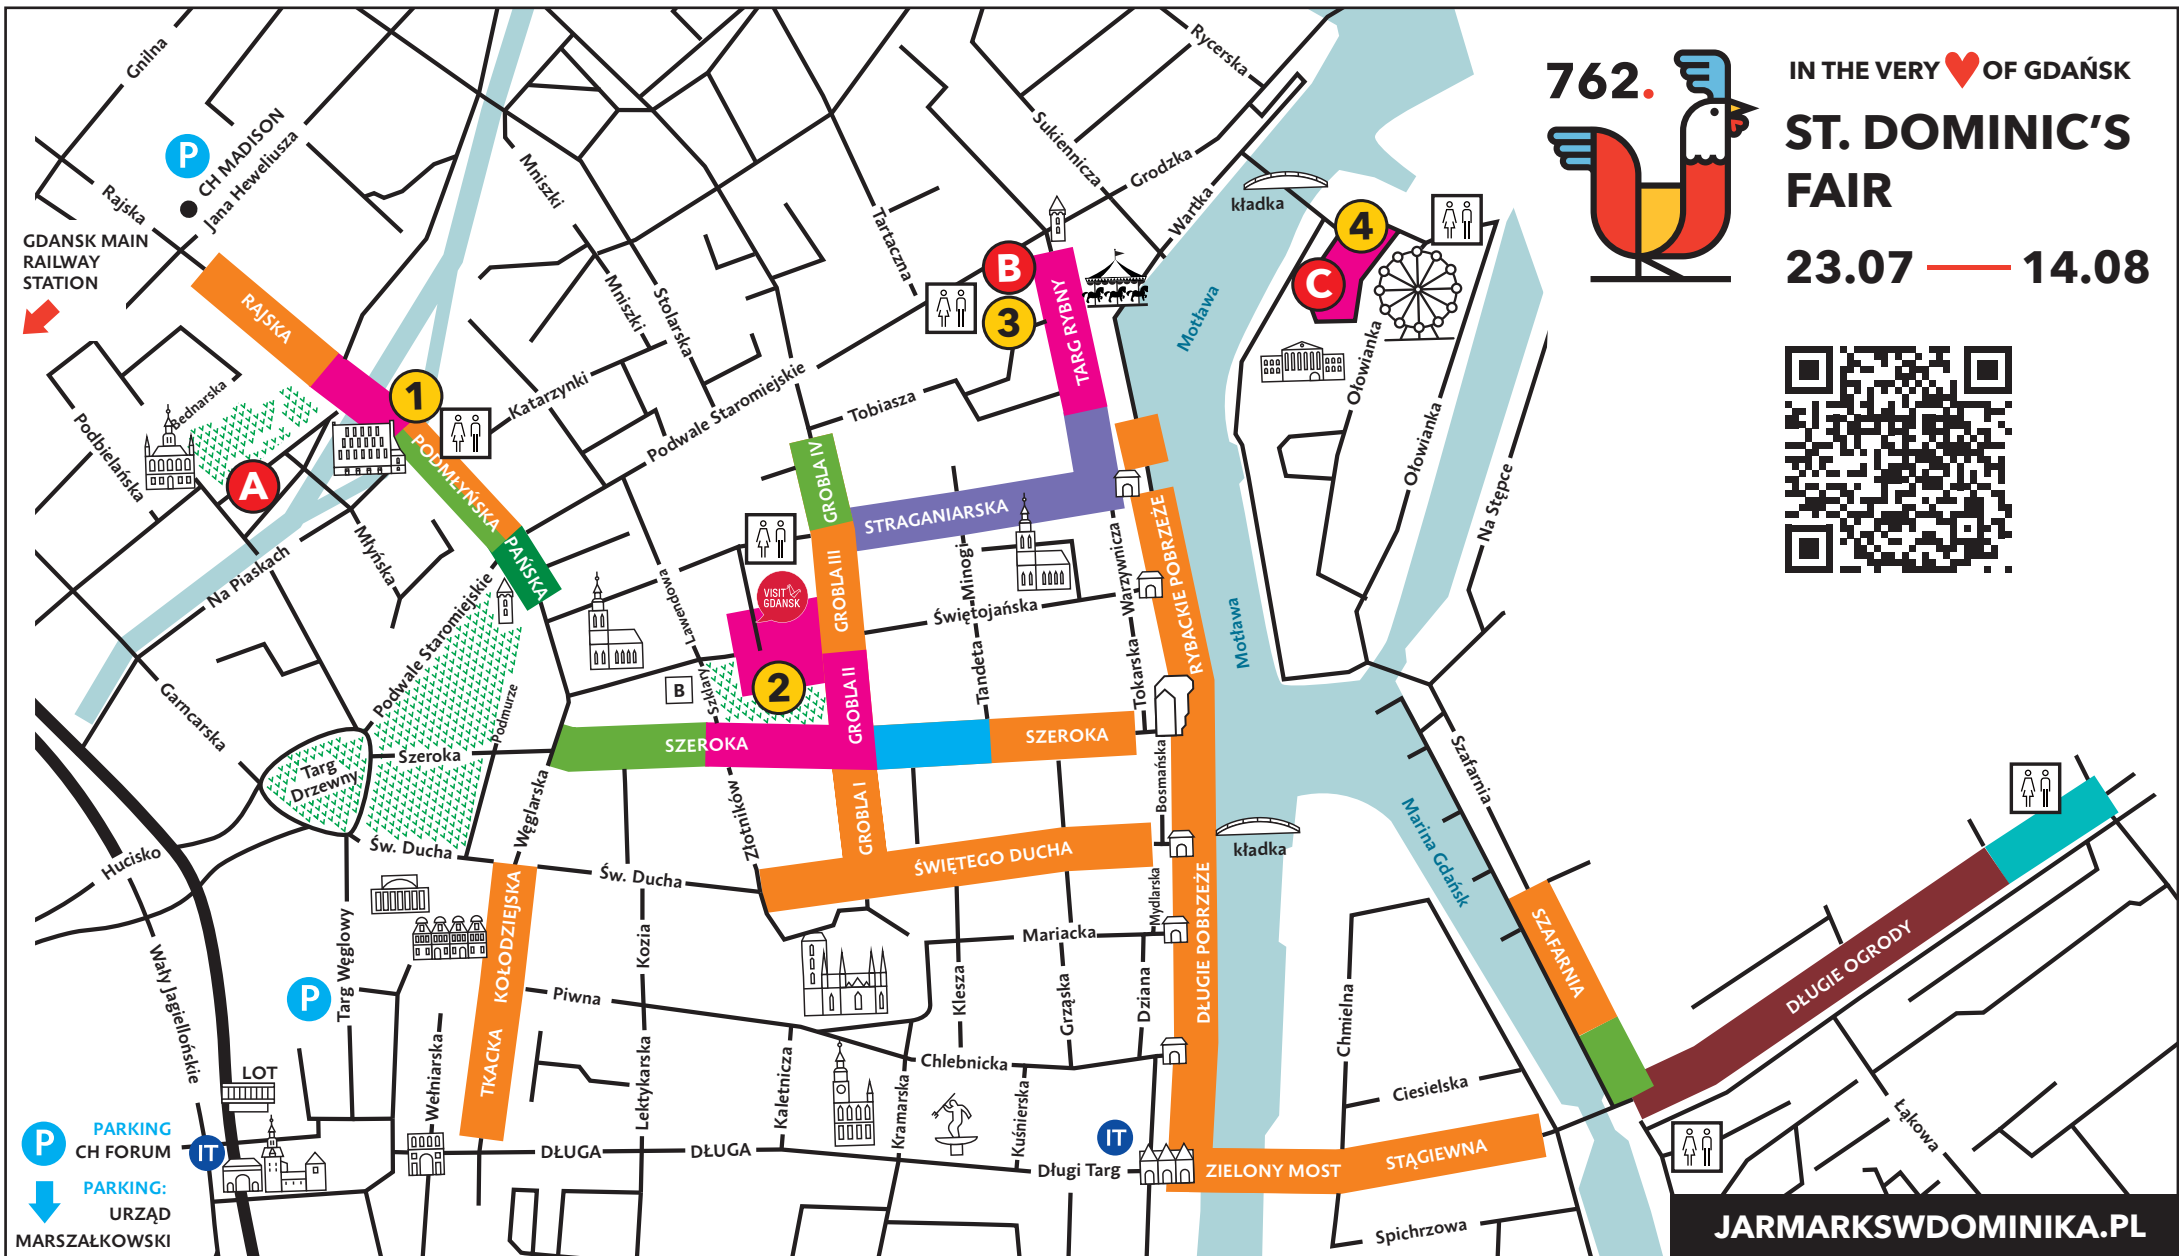 762.
IN THE VERY ♥ OF GDAŃSK
ST. DOMINIC'S
FAIR
23.07 — 14.08
Gnilna
P
CH MADISON
Jana Heweliusza
Rajska
GDANSK MAIN
RAILWAY
STATION
RAJSKA
Bednarska
Podbielańska
A
1
PODMŁYŃSKA
PAŃSKA
Katarzynki
Mniszki
Mniszki
Stolarska
Podwale Staromiejskie
Tartaczna
Tobiasza
Rycerska
Sukiennicza
Grodzka
Wartka
B
3
TARG RYBNY
kładka
4
C
Motława
Ołowianka
Ołowianka
Na Stępce
Młyńska
Na Piaskach
Garncarska
Podwale Staromiejskie
Podmurze
Targ
Drzewny
Szeroka
Lawendowa
Szklary
B
VISIT
GDANSK
2
GROBLA IV
GROBLA III
GROBLA II
GROBLA I
STRAGANIARSKA
Minogi
Świętojańska
Tandeta
Warzywnicza
Tokarska
RYBACKIE POBRZEŻE
Motława
SZEROKA
SZEROKA
Węglarska
Złotników
Bosmańska
Św. Ducha
Św. Ducha
ŚWIĘTEGO DUCHA
kładka
Marina Gdańsk
Szafarnia
SZAFARNIA
DŁUGIE OGRODY
Łąkowa
Hucisko
Wały Jagiellońskie
Targ Węglowy
P
KOŁODZIEJSKA
TKACKA
Kozia
Lektykarska
Piwna
Mariacka
Mydlarska
Klesza
Grząska
Dziana
DŁUGIE POBRZEŻE
Chlebnicka
Kaletnicza
Kramarska
Kuśnierska
Chmielna
Ciesielska
Wełniarska
LOT
P
PARKING
CH FORUM
IT
PARKING:
URZĄD
MARSZAŁKOWSKI
DŁUGA
DŁUGA
Długi Targ
IT
ZIELONY MOST
STĄGIEWNA
Spichrzowa
JARMARKSWDOMINIKA.PL